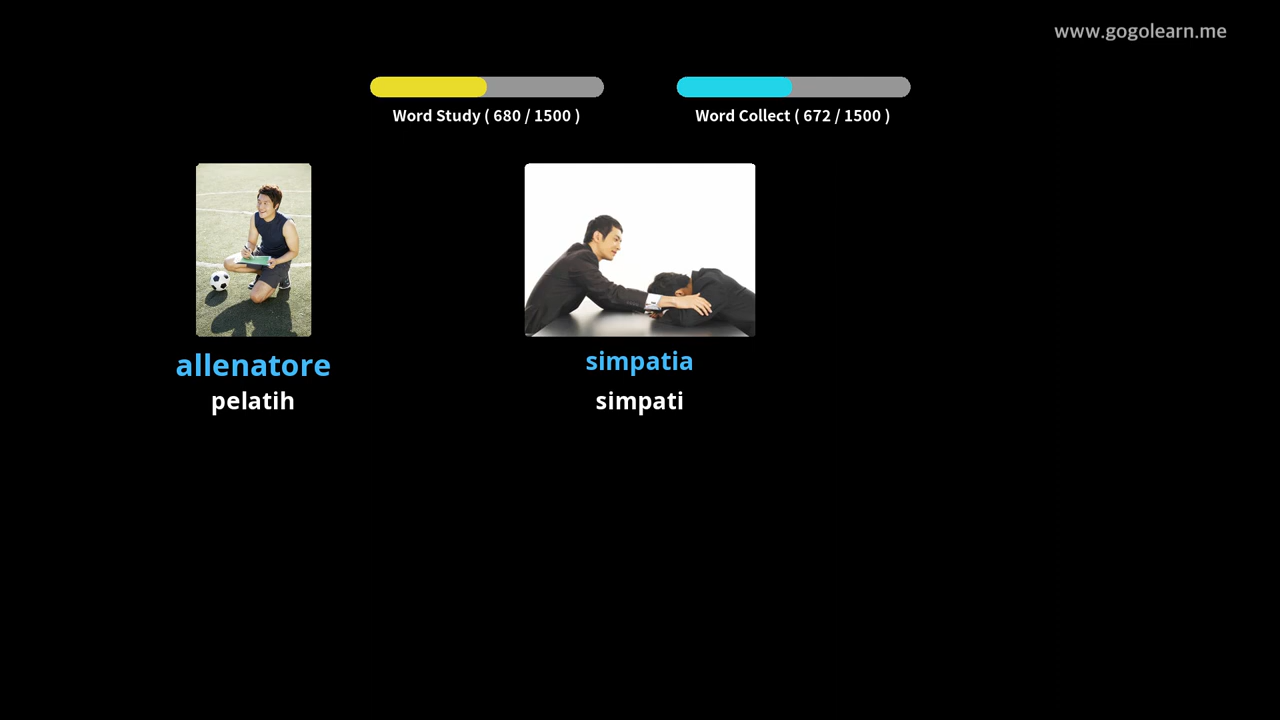 www.gogolearn.me
Word Study ( 680 / 1500 )
Word Collect ( 672 / 1500 )
allenatore
pelatih
simpatia
simpati